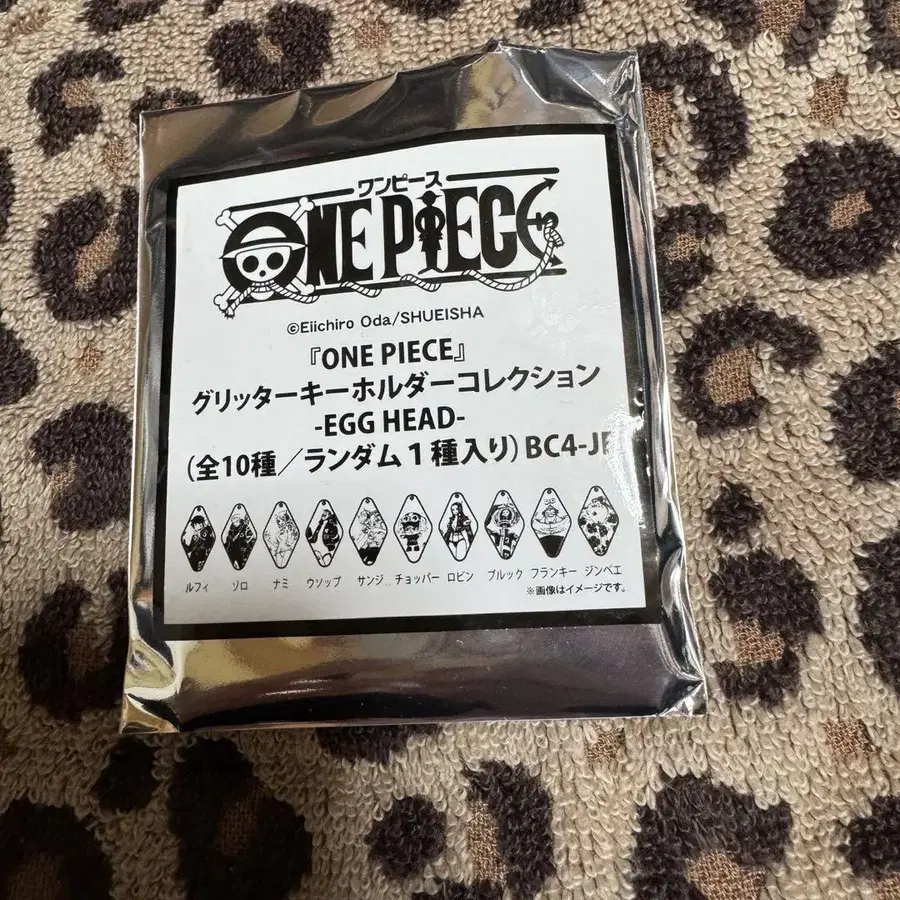 ワンピース
ONE PIECE
©Eiichiro Oda/SHUEISHA
『ONE PIECE』
グリッターキーホルダーコレクション
-EGG HEAD-
(全10種／ランダム1種入り) BC4-JF
ルフィ ゾロ ナミ ウソップ サンジ チョッパー ロビン ブルック フランキー ジンベエ
※画像はイメージです。